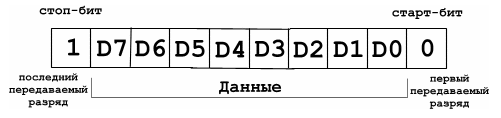 стоп-бит старт-бит
1 D7 D6 D5 D4 D3 D2 D1 D0 0
последний
передаваемый
разряд
Данные
первый
передаваемый
разряд